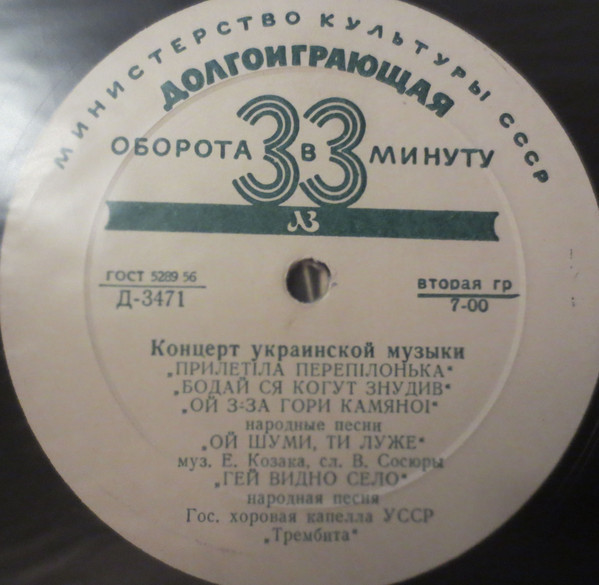 МИНИСТЕРСТВО КУЛЬТУРЫ СССР
ДОЛГОИГРАЮЩАЯ
ОБОРОТА 33 В МИНУТУ
ГОСТ 5289 56
Д-3471
ВТОРАЯ ГР
7-00
Концерт украинской музыки
„ПРИЛЕТІЛА ПЕРЕПІЛОНЬКА“
„БОДАЙ СЯ КОГУТ ЗНУДИВ“
„ОЙ З-ЗА ГОРИ КАМЯНОІ“
народные песни
„ОЙ ШУМИ, ТИ ЛУЖЕ“
муз. Е. Козака, сл. В. Сосюры
„ГЕЙ ВИДНО СЕЛО“
народная песня
Гос. хоровая капелла УССР
„Трембита“